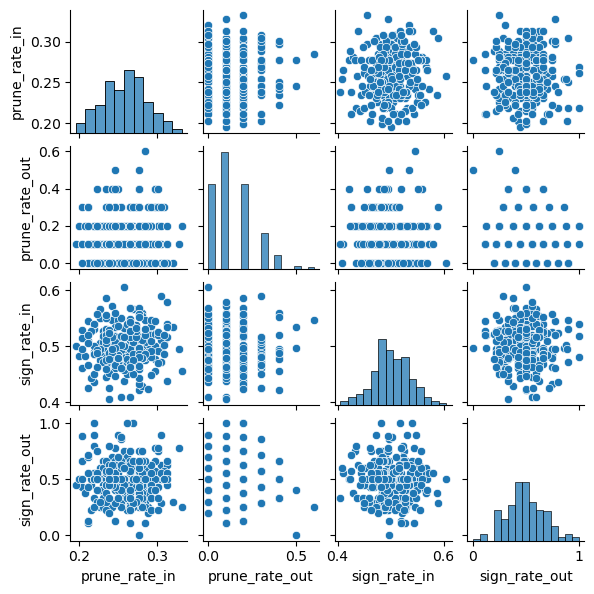 prune_rate_in
0.30
0.25
0.20
prune_rate_out
0.6
0.4
0.2
0.0
sign_rate_in
0.6
0.5
0.4
sign_rate_out
1.0
0.5
0.0
0.2 0.3 0.0 0.5 0.4 0.6 0 1
prune_rate_in prune_rate_out sign_rate_in sign_rate_out